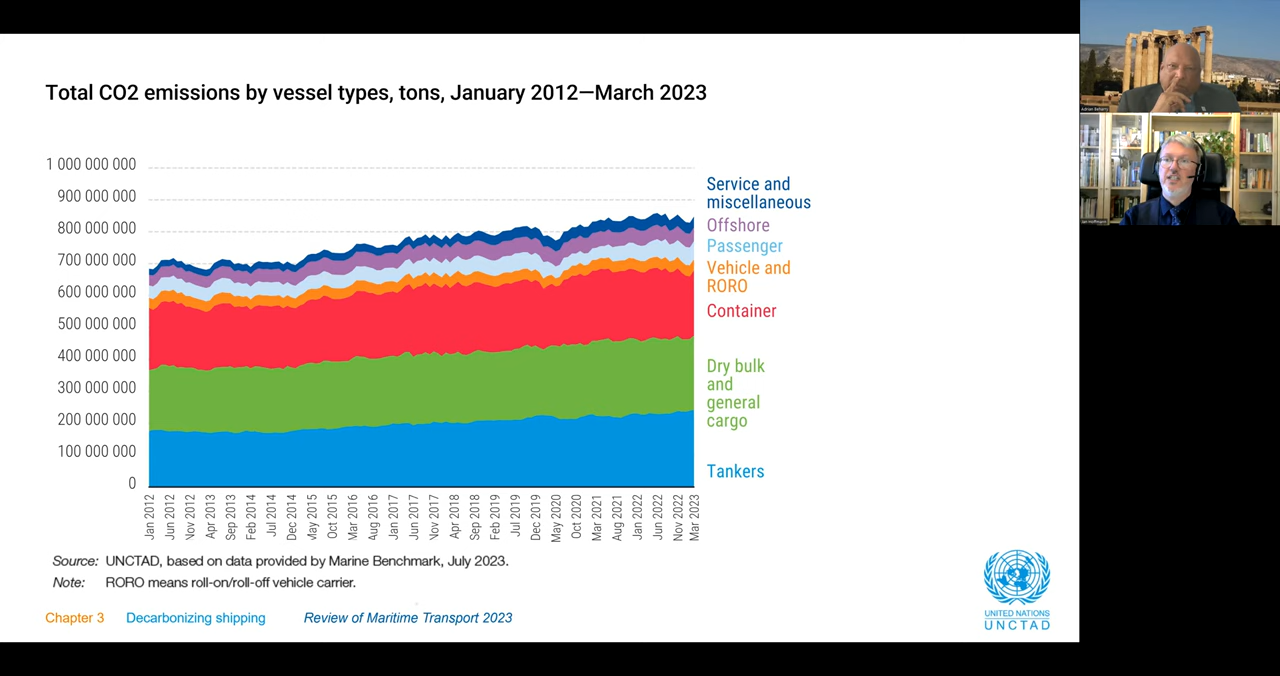 Total CO2 emissions by vessel types, tons, January 2012—March 2023
1 000 000 000
900 000 000
800 000 000
700 000 000
600 000 000
500 000 000
400 000 000
300 000 000
200 000 000
100 000 000
0
Service and
miscellaneous
Offshore
Passenger
Vehicle and
RORO
Container
Dry bulk
and
general
cargo
Tankers
Jan 2012
Jun 2012
Nov 2012
Apr 2013
Sep 2013
Feb 2014
Jul 2014
Dec 2014
May 2015
Oct 2015
Mar 2016
Aug 2016
Jan 2017
Jun 2017
Nov 2017
Apr 2018
Sep 2018
Feb 2019
Jul 2019
Dec 2019
May 2020
Oct 2020
Mar 2021
Aug 2021
Jan 2022
Jun 2022
Nov 2022
Mar 2023
Source: UNCTAD, based on data provided by Marine Benchmark, July 2023.
Note: RORO means roll-on/roll-off vehicle carrier.
Chapter 3 Decarbonizing shipping Review of Maritime Transport 2023
UNITED NATIONS
UNCTAD